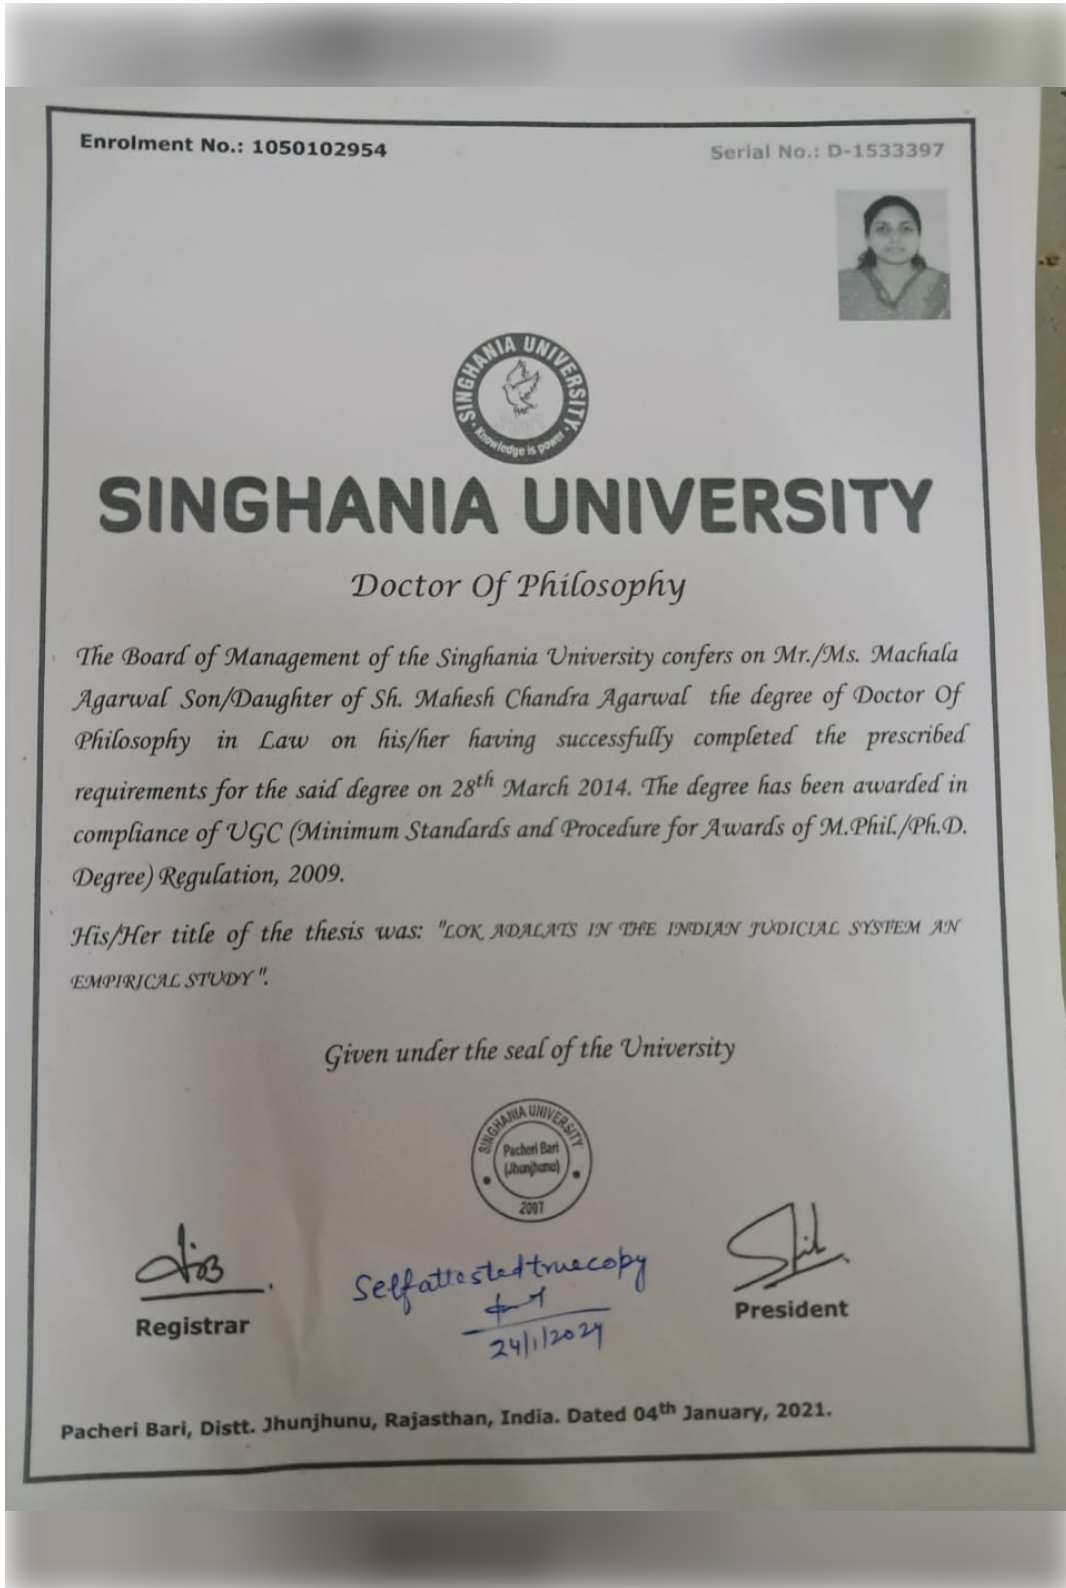 Enrolment No.: 1050102954
Serial No.: D-1533397
SINGHANIA UNIVERSITY
· Knowledge is power ·
SINGHANIA UNIVERSITY
Doctor Of Philosophy
The Board of Management of the Singhania University confers on Mr./Ms. Machala
Agarwal Son/Daughter of Sh. Mahesh Chandra Agarwal the degree of Doctor Of
Philosophy in Law on his/her having successfully completed the prescribed
requirements for the said degree on 28th March 2014. The degree has been awarded in
compliance of UGC (Minimum Standards and Procedure for Awards of M.Phil./Ph.D.
Degree) Regulation, 2009.
His/Her title of the thesis was: "LOK ADALATS IN THE INDIAN JUDICIAL SYSTEM AN
EMPIRICAL STUDY".
Given under the seal of the University
SINGHANIA UNIVERSITY
Pacheri Bari
(Jhunjhunu)
2007
Selfattestedtruecopy
24/1/2024
Registrar
President
Pacheri Bari, Distt. Jhunjhunu, Rajasthan, India. Dated 04th January, 2021.